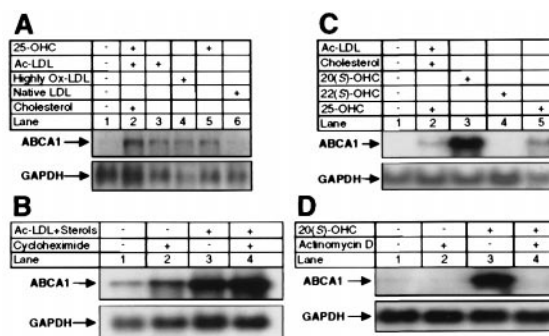 A
25-OHC - + - - + -
Ac-LDL - + + - - -
Highly Ox-LDL - - - + - -
Native LDL - - - - - +
Cholesterol - + - - - -
Lane 1 2 3 4 5 6
ABCA1
GAPDH
B
Ac-LDL+Sterols - - + +
Cycloheximide - + - +
Lane 1 2 3 4
ABCA1
GAPDH
C
Ac-LDL - + - - -
Cholesterol - + - - -
20(S)-OHC - - + - -
22(S)-OHC - - - + -
25-OHC - + - - +
Lane 1 2 3 4 5
ABCA1
GAPDH
D
20(S)-OHC - - + +
Actinomycin D - + - +
Lane 1 2 3 4
ABCA1
GAPDH